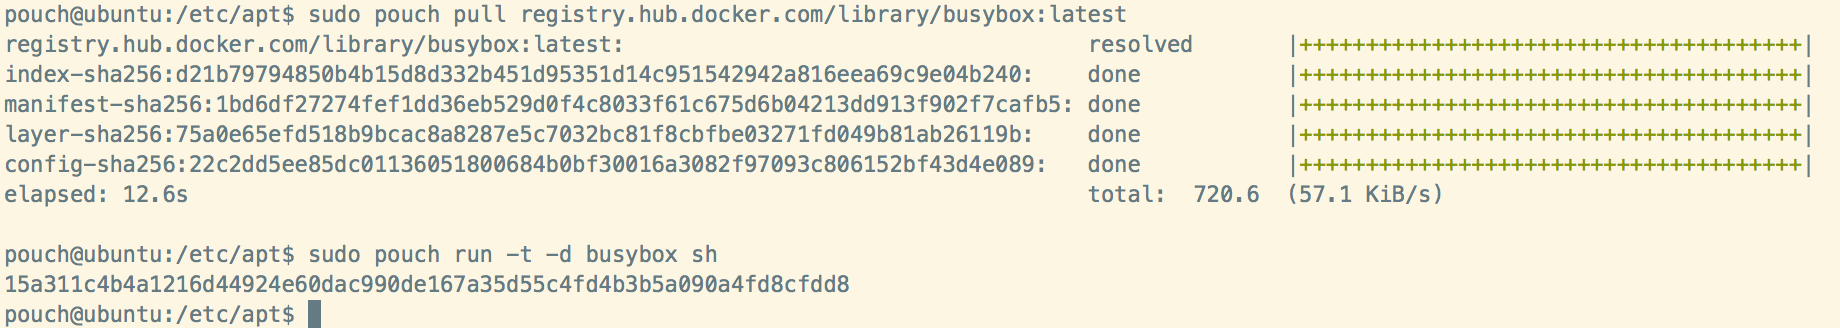 pouch@ubuntu:/etc/apt$ sudo pouch pull registry.hub.docker.com/library/busybox:latest
registry.hub.docker.com/library/busybox:latest: resolved |++++++++++++++++++++++++++++++++++++++|
index-sha256:d21b79794850b4b15d8d332b451d95351d14c951542942a816eea69c9e04b240: done |++++++++++++++++++++++++++++++++++++++|
manifest-sha256:1bd6df27274fef1dd36eb529d0f4c8033f61c675d6b04213dd913f902f7cafb5: done |++++++++++++++++++++++++++++++++++++++|
layer-sha256:75a0e65efd518b9bcac8a8287e5c7032bc81f8cbfbe03271fd049b81ab26119b: done |++++++++++++++++++++++++++++++++++++++|
config-sha256:22c2dd5ee85dc01136051800684b0bf30016a3082f97093c806152bf43d4e089: done |++++++++++++++++++++++++++++++++++++++|
elapsed: 12.6s total: 720.6 (57.1 KiB/s)
pouch@ubuntu:/etc/apt$ sudo pouch run -t -d busybox sh
15a311c4b4a1216d44924e60dac990de167a35d55c4fd4b3b5a090a4fd8cfdd8
pouch@ubuntu:/etc/apt$